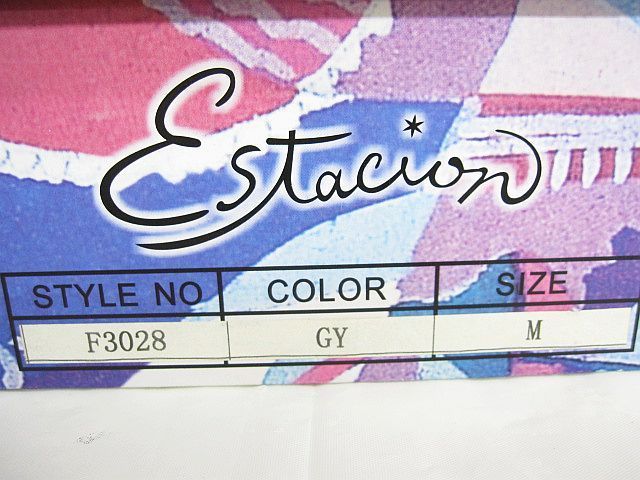 Estacion
STYLE NO COLOR SIZE
F3028 GY M